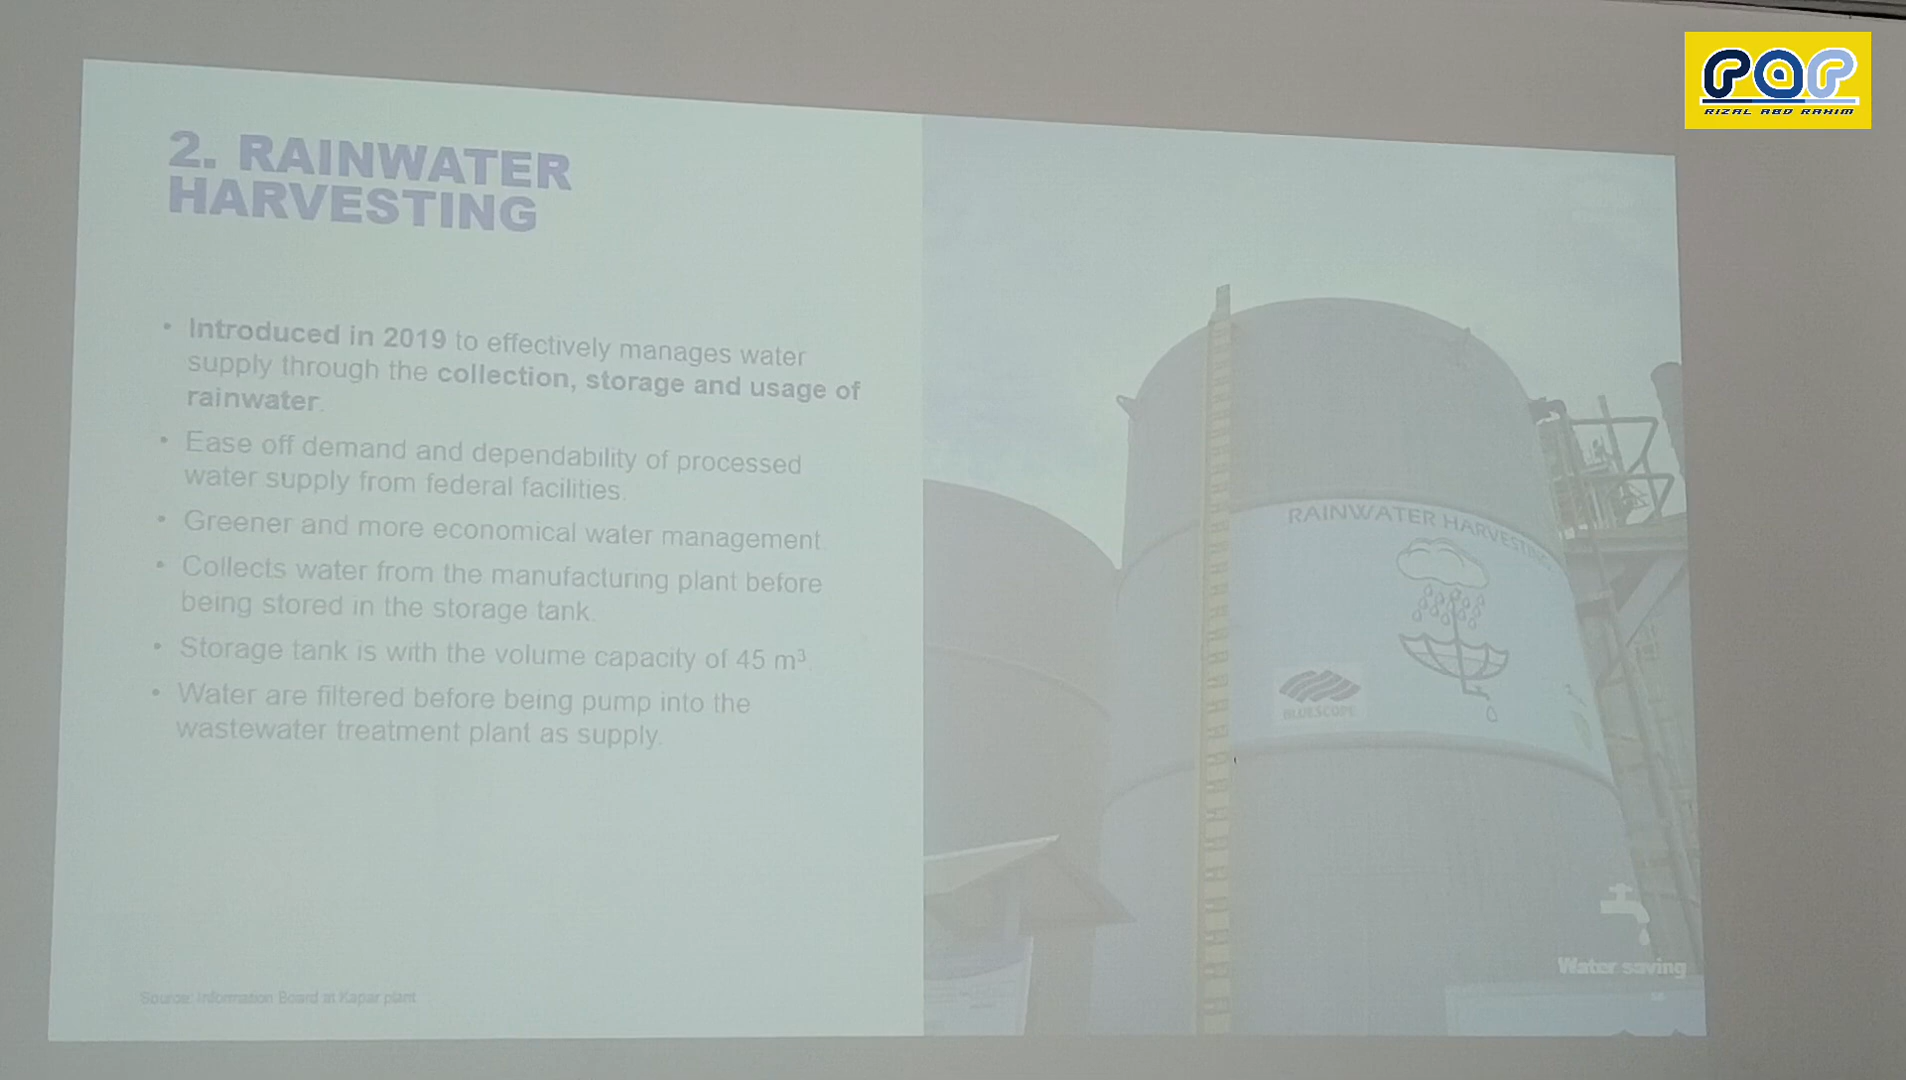 RIZAL ABD RAHIM
2. RAINWATER
HARVESTING
• Introduced in 2019 to effectively manages water
supply through the collection, storage and usage of
rainwater.
• Ease off demand and dependability of processed
water supply from federal facilities.
• Greener and more economical water management.
• Collects water from the manufacturing plant before
being stored in the storage tank.
• Storage tank is with the volume capacity of 45 m³.
• Water are filtered before being pump into the
wastewater treatment plant as supply.
Source: Information Board at Kapar plant
RAINWATER HARVESTING
BLUESCOPE
Water saving